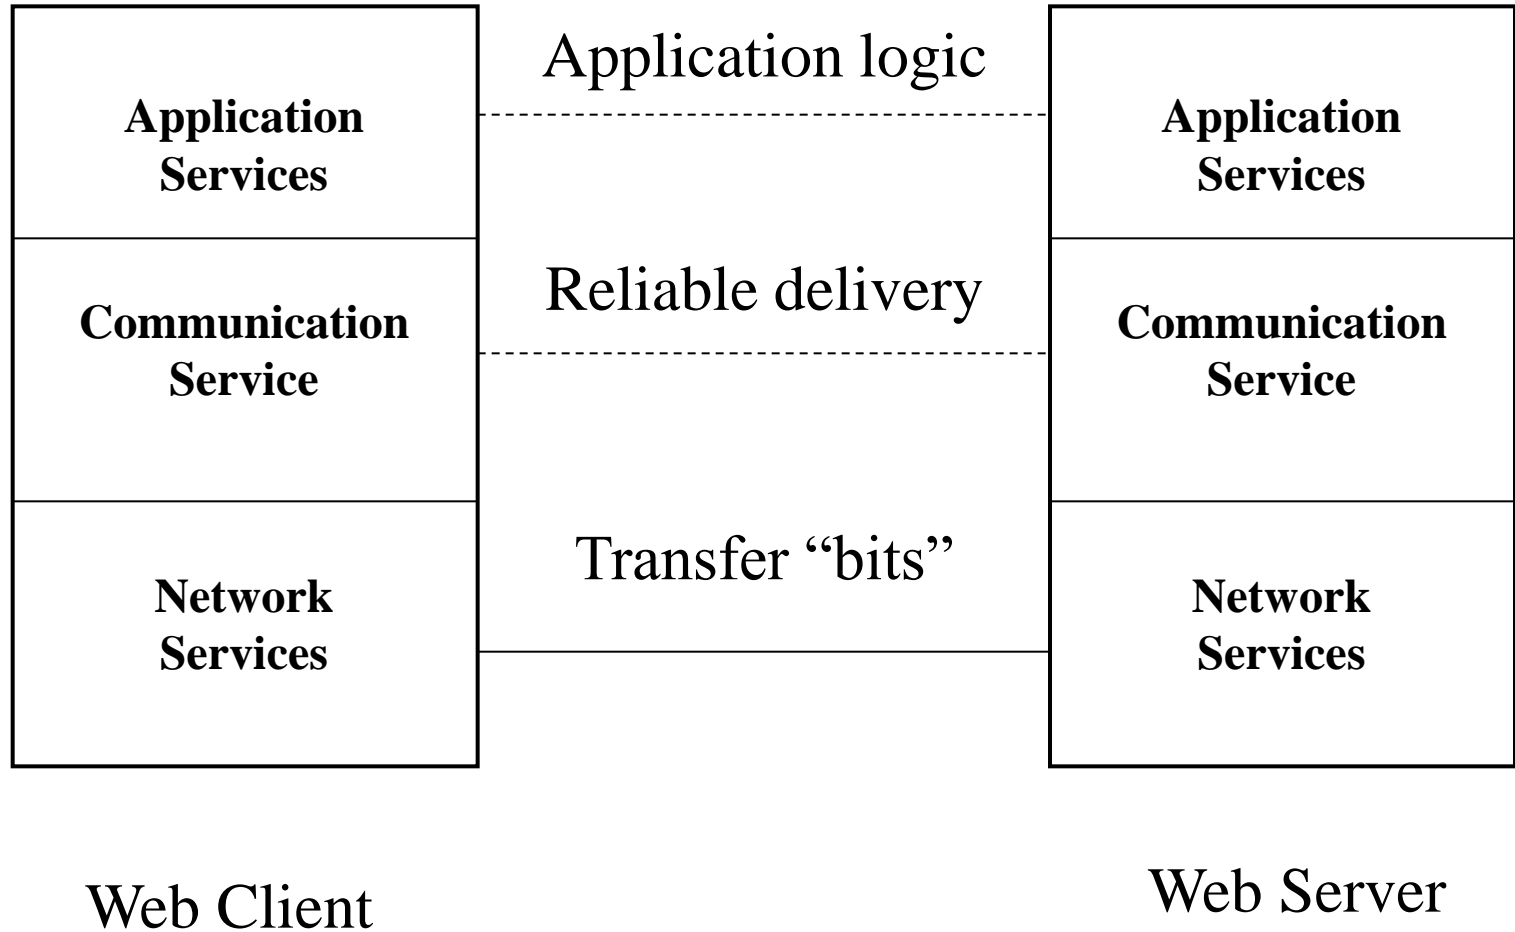 Application logic
Application
Services
Application
Services
Reliable delivery
Communication
Service
Communication
Service
Transfer “bits”
Network
Services
Network
Services
Web Client
Web Server